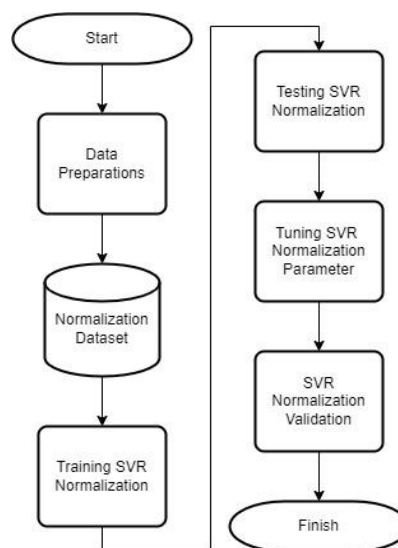 Start
Data
Preparations
Normalization
Dataset
Training SVR
Normalization
Testing SVR
Normalization
Tuning SVR
Normalization
Parameter
SVR
Normalization
Validation
Finish